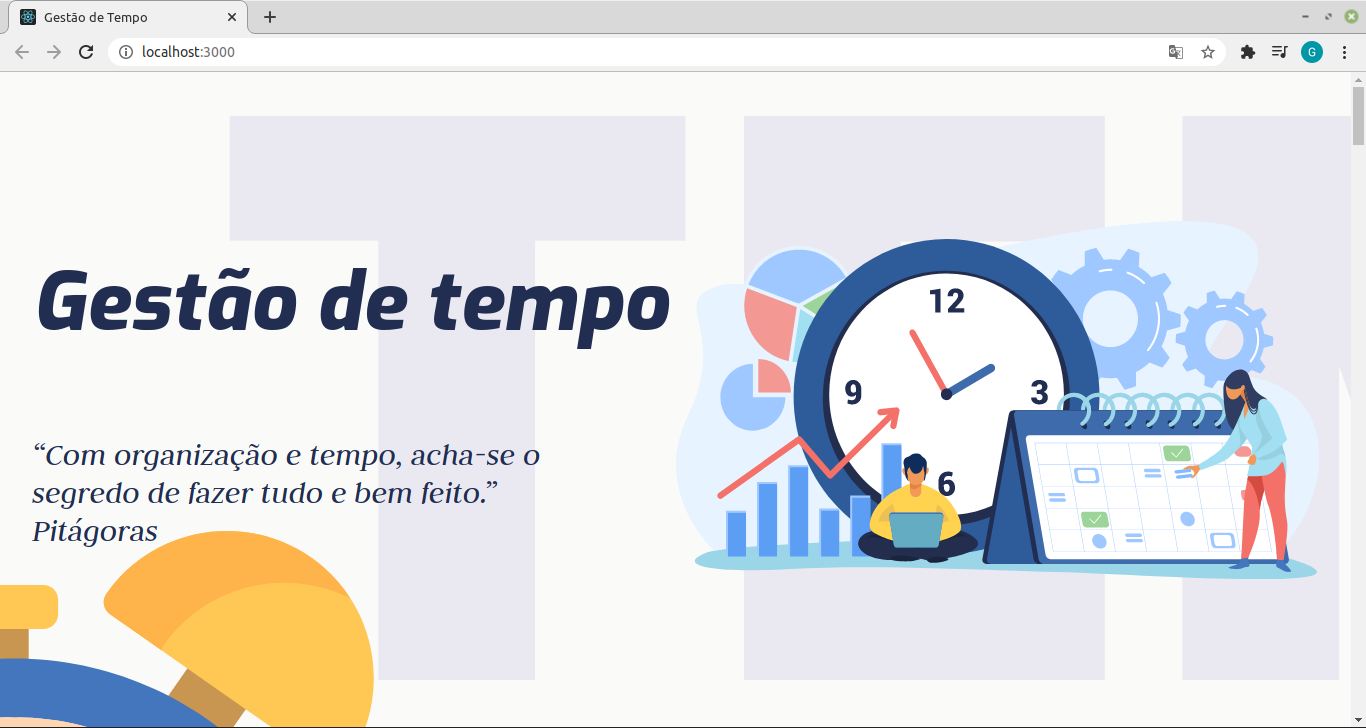 Gestão de Tempo
localhost:3000
G
Gestão de tempo
“Com organização e tempo, acha-se o
segredo de fazer tudo e bem feito.”
Pitágoras
12
9
3
6